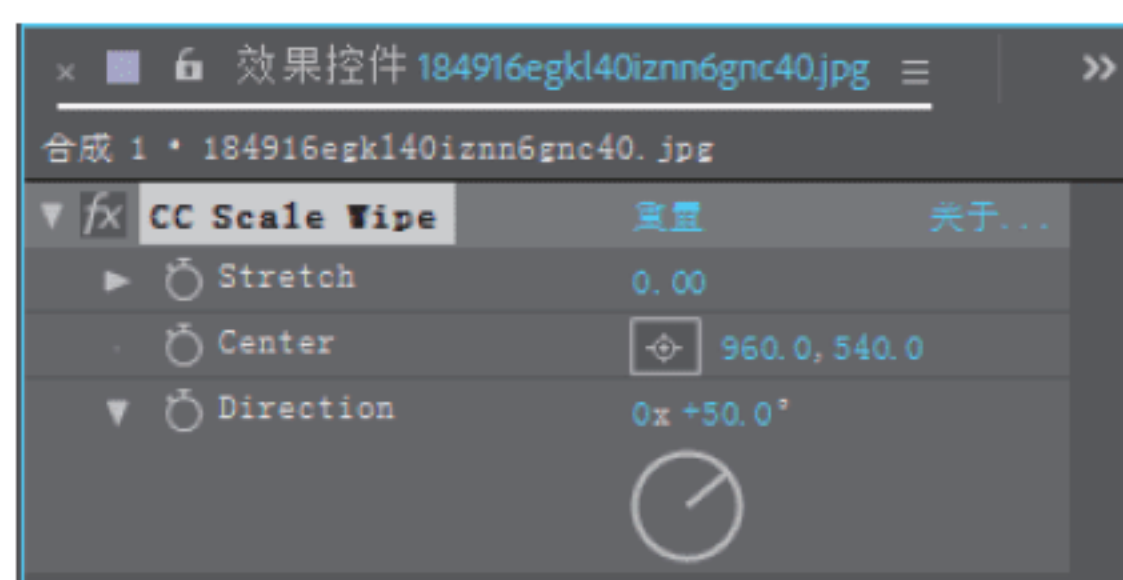 × 效果控件 184916egkl40iznn6gnc40.jpg ≡ »
合成 1 • 184916egkl40iznn6gnc40.jpg
fx CC Scale Wipe 重置 关于...
Stretch 0.00
Center 960.0,540.0
Direction 0x +50.0°